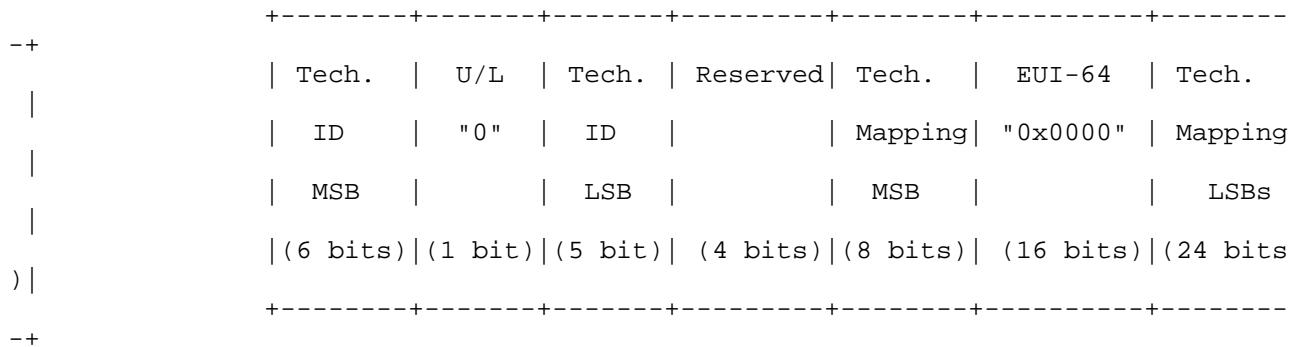 +--------+-------+-------+---------+--------+----------+--------
-+
| Tech. | U/L | Tech. | Reserved| Tech. | EUI-64 | Tech.
|
| ID | "0" | ID | | Mapping| "0x0000" | Mapping
|
| MSB | | LSB | | MSB | | LSBs
|
|(6 bits)|(1 bit)|(5 bit)| (4 bits)|(8 bits)| (16 bits)|(24 bits
)|
+--------+-------+-------+---------+--------+----------+--------
-+